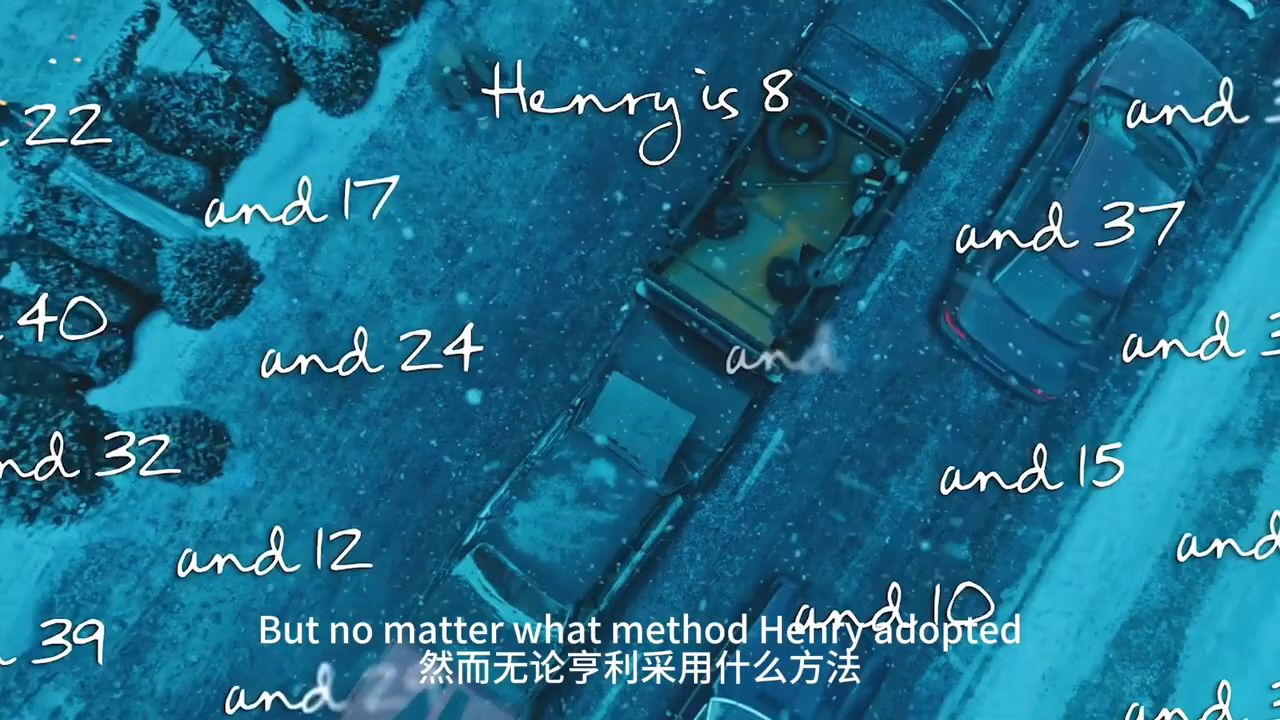 Henry is 8
and
22
and 17
and 37
40
and 24
and
and
32
and 15
and 12
and
and 10
39
But no matter what method Henry adopted
然而无论亨利采用什么方法
and
and